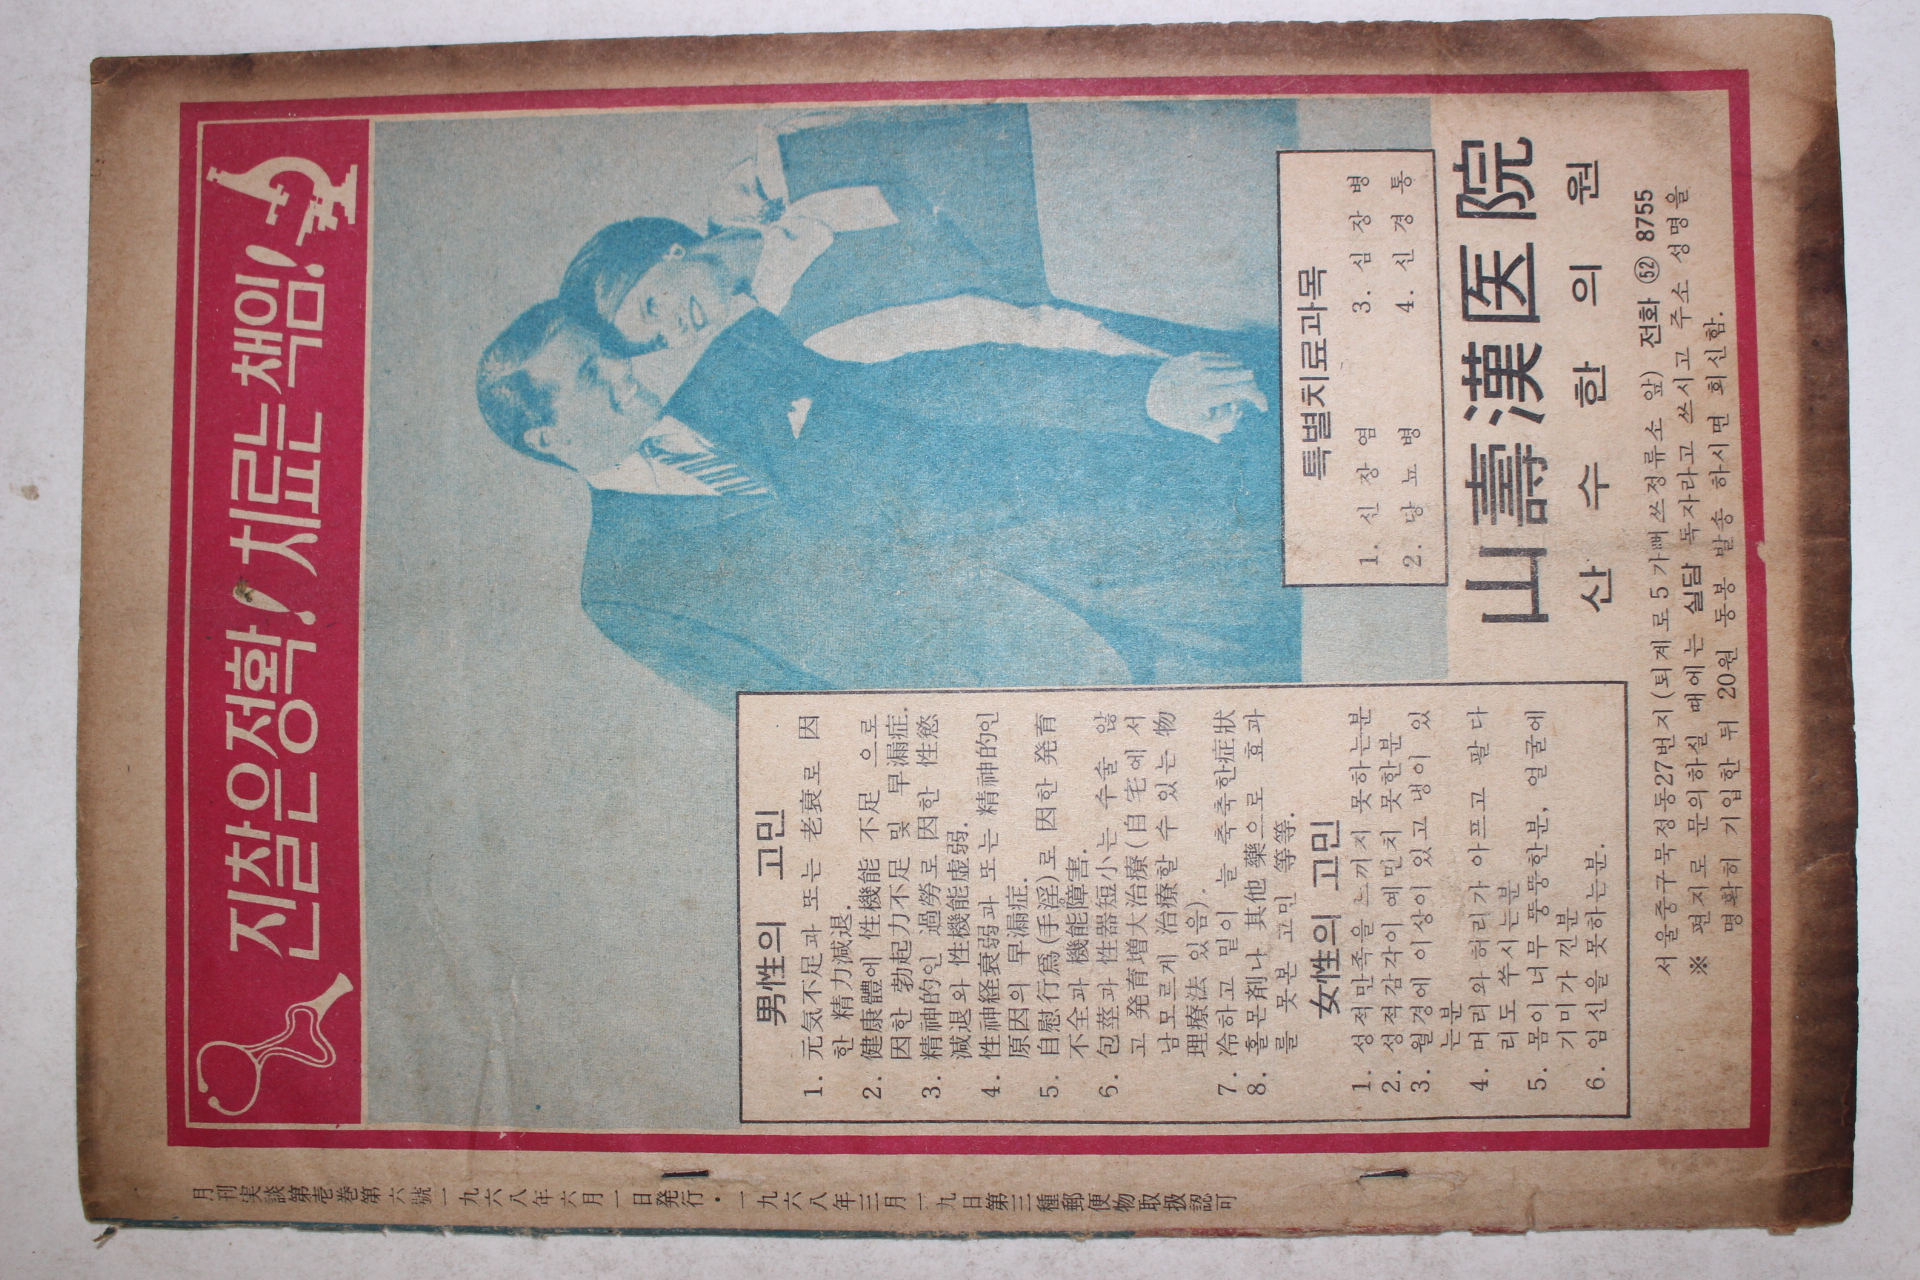 진찰은정확! 치료는책임!
男性의 고민
1. 元気不足과 또는 老衰로 因
한 精力減退.
2. 健康體에 性機能 不足 으로
因한 勃起力不足 및 早漏症.
3. 精神的인 過勞로 因한 性慾
減退와 性機能虚弱.
4. 性神経衰弱과 또는 精神的인
原因의 早漏症.
5. 自慰行爲(手淫)로 因한 発育
不全과 機能障害.
6. 包莖과 性器短小는 수술 않
고 発育増大治療(自宅에서
남모르게 治療할 수 있는 物
理療法 있음).
7. 冷하고 밑이 늘 축축한症狀
8. 홀몬剤나 其他 藥으로 효과
를 못본 고민 等等.
女性의 고민
1. 성적만족을 느끼지 못하는분
2. 성적감각이 예민치 못한분
3. 월경에 이상이 있고 냉이 있
는분
4. 머리와 허리가 아프고 팔 다
리도 쑤시는분
5. 몸이 너무 뚱뚱한분, 얼굴에
기미가 낀분
6. 임신을 못하는분.
특별치료과목
1. 신장염 3. 심장병
2. 당뇨병 4. 신경통
山壽漢医院
산수한의원
서울중구묵정동27번지(퇴계로5가뻐쓰정류소 앞) 전화 ㊾ 8755
※ 편지로 문의하실 때에는 실담 독자라고 쓰시고 주소 성명을
명확히 기입한 뒤 20원 동봉 발송 하시면 회신함.
月刊実談第壱巻第六號一九六八年六月一日発行・一九六八年三月一九日第三種郵便物取扱認可